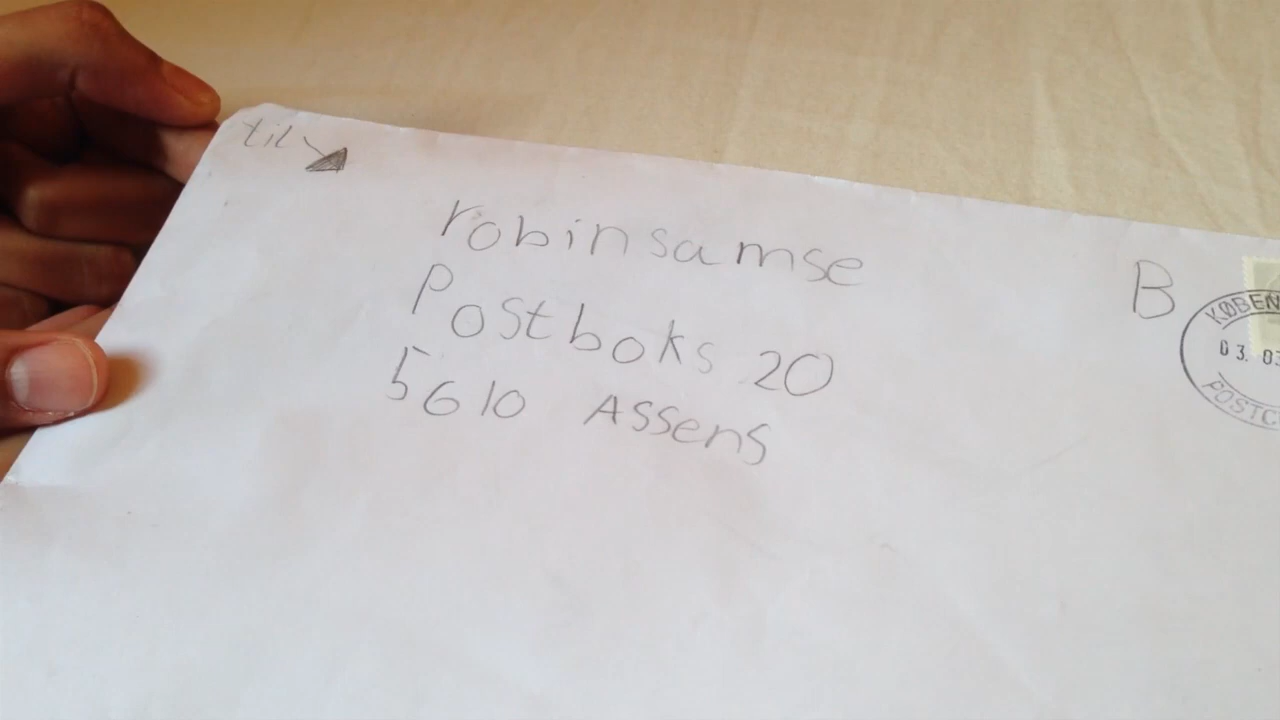 til
robinsamse
Postboks 20
5610 Assens
B
KØBEN
03. 03
POSTC